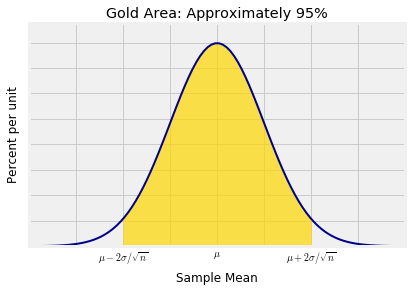 Gold Area: Approximately 95%
Percent per unit
μ − 2σ/√n
μ
μ + 2σ/√n
Sample Mean